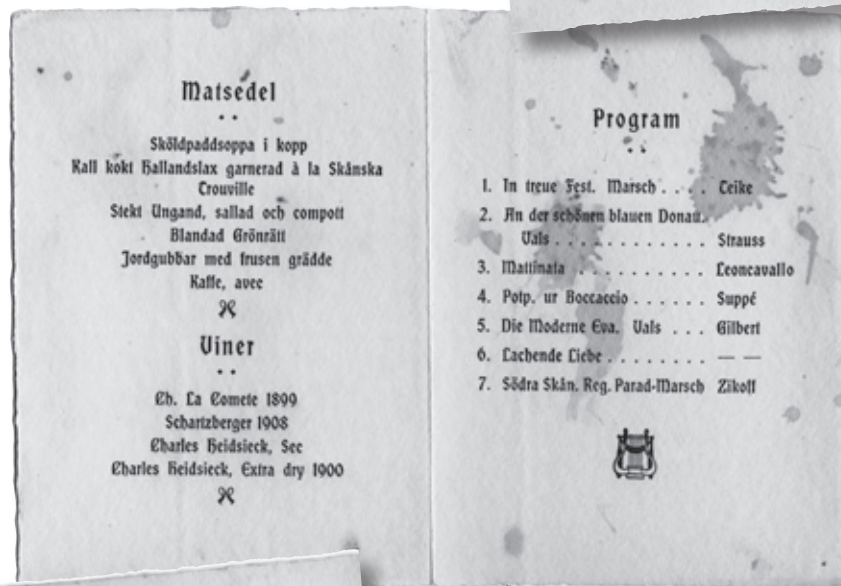 Matsedel
Sköldpaddsoppa i kopp
Kall kokt Hallandslax garnerad à la Skånska
Trouville
Stekt Ungand, sallad och compott
Blandad Grönrätt
Jordgubbar med frusen grädde
Kaffe, avec
Viner
Ch. La Comete 1899
Schartzberger 1908
Charles Heidsieck, Sec
Charles Heidsieck, Extra dry 1900
Program
1. In treue Fest. Marsch . . . . Teike
2. An der schönen blauen Donau.
Vals . . . . . . . . . . . . Strauss
3. Mattinata . . . . . . . . . . Leoncavallo
4. Potp. ur Boccaccio . . . . . . Suppé
5. Die Moderne Eva. Vals . . . Gilbert
6. Lachende Liebe . . . . . . . . — —
7. Södra Skån. Reg. Parad-Marsch Zikoff